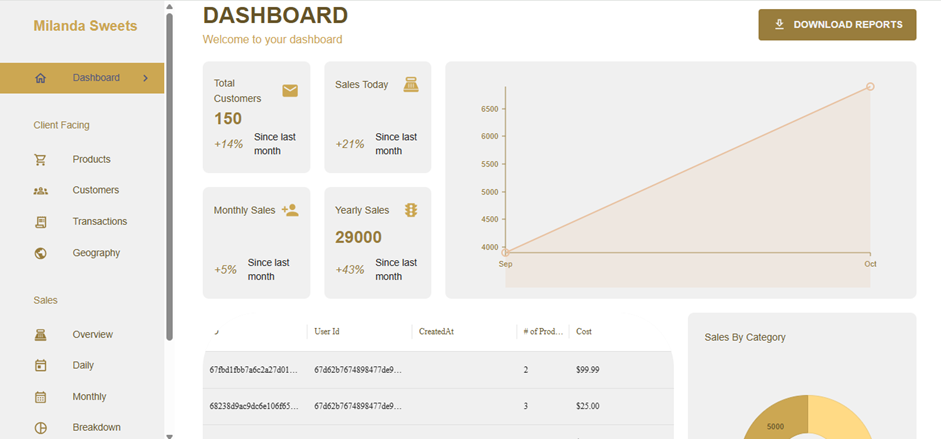 Milanda Sweets
Dashboard
Client Facing
Products
Customers
Transactions
Geography
Sales
Overview
Daily
Monthly
Breakdown
DASHBOARD
Welcome to your dashboard
DOWNLOAD REPORTS
Total
Customers
150
+14%
Since last
month
Sales Today
+21%
Since last
month
Monthly Sales
+5%
Since last
month
Yearly Sales
29000
+43%
Since last
month
6500
6000
5500
5000
4500
4000
Sep
Oct
User Id
CreatedAt
# of Prod...
Cost
67fbd1fbb7a6c2a27d01...
67d62b7674898477de9...
2
$99.99
68238d9ac9dc6e106ff65...
67d62b7674898477de9...
3
$25.00
Sales By Category
5000